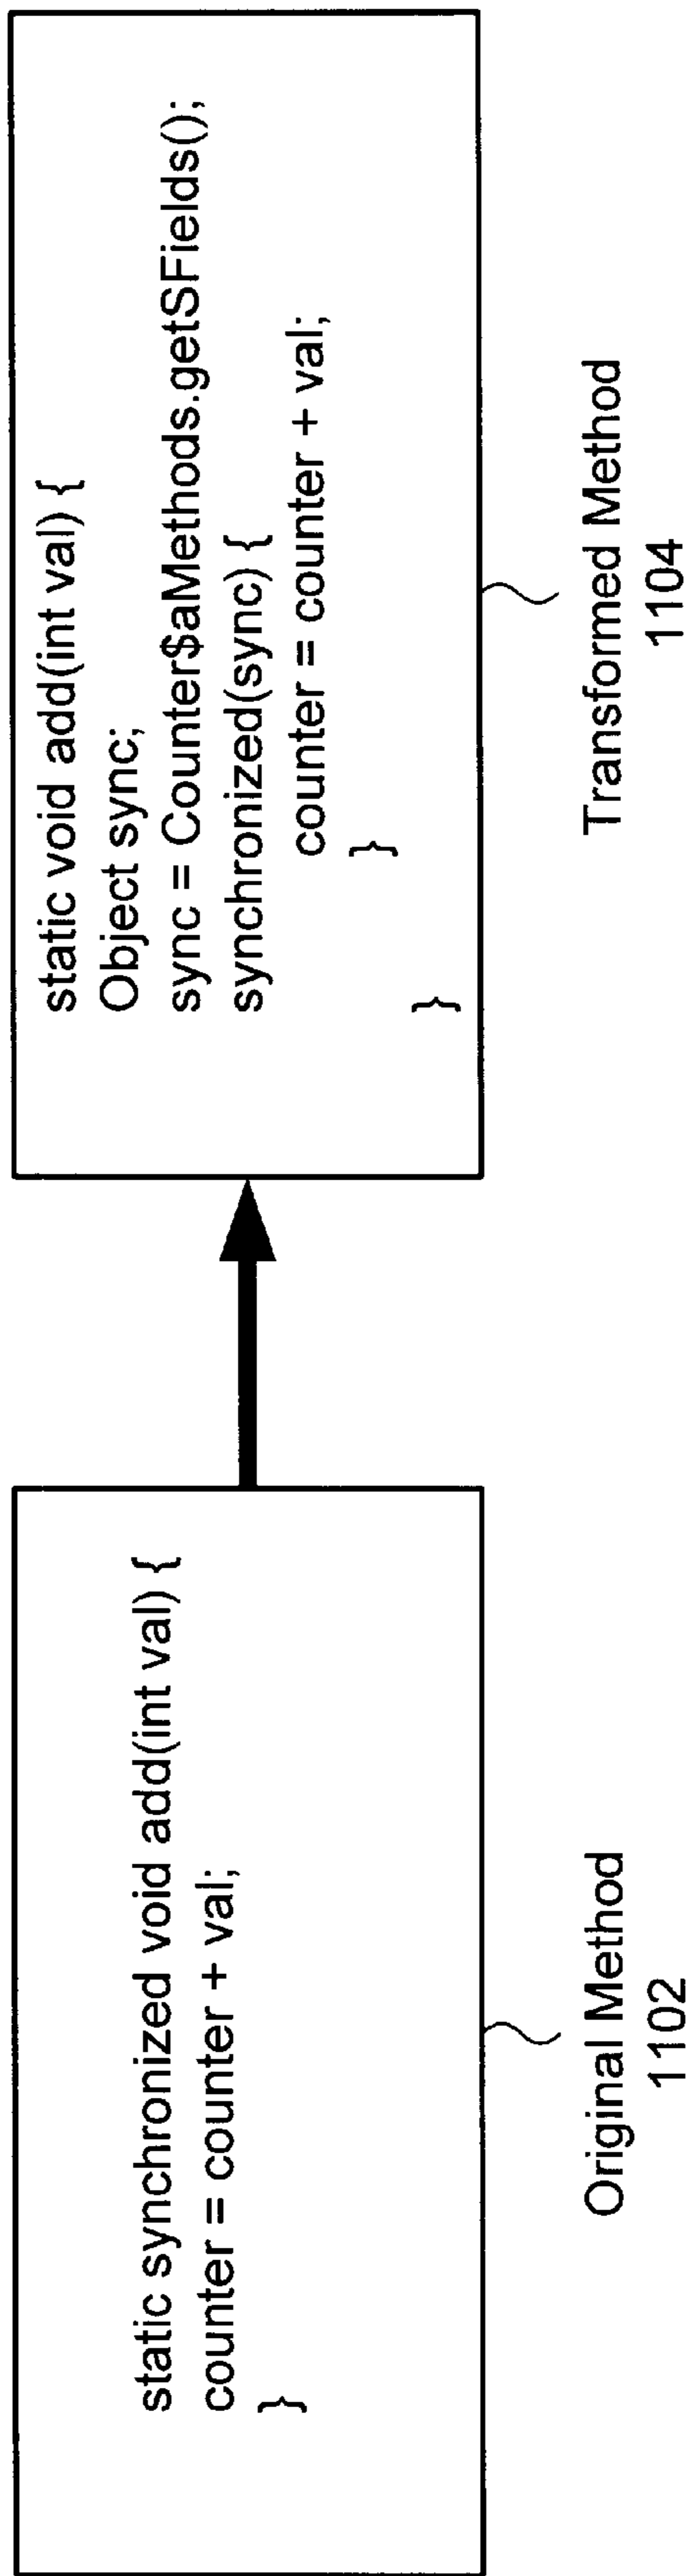 static synchronized void add(int val) {
counter = counter + val;
}
Original Method
1102
static void add(int val) {
Object sync;
sync = Counter$aMethods.getSFields();
synchronized(sync) {
counter = counter + val;
}
}
Transformed Method
1104